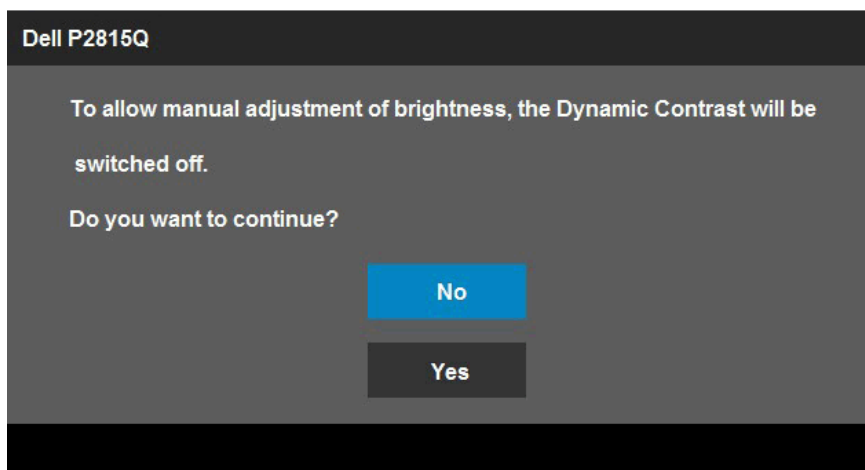 Dell P2815Q
To allow manual adjustment of brightness, the Dynamic Contrast will be
switched off.
Do you want to continue?
No
Yes